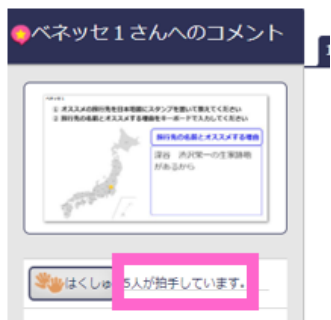 ベネッセ1さんへのコメント
① オススメの旅行先を日本地図にスタンプを置いて教えてください
② 旅行先の名前とオススメする理由をキーボードで入力してください
旅行先の名前とオススメする理由
深谷 渋沢栄一の生家跡地
があるから
はくしゅ 5人が拍手しています。